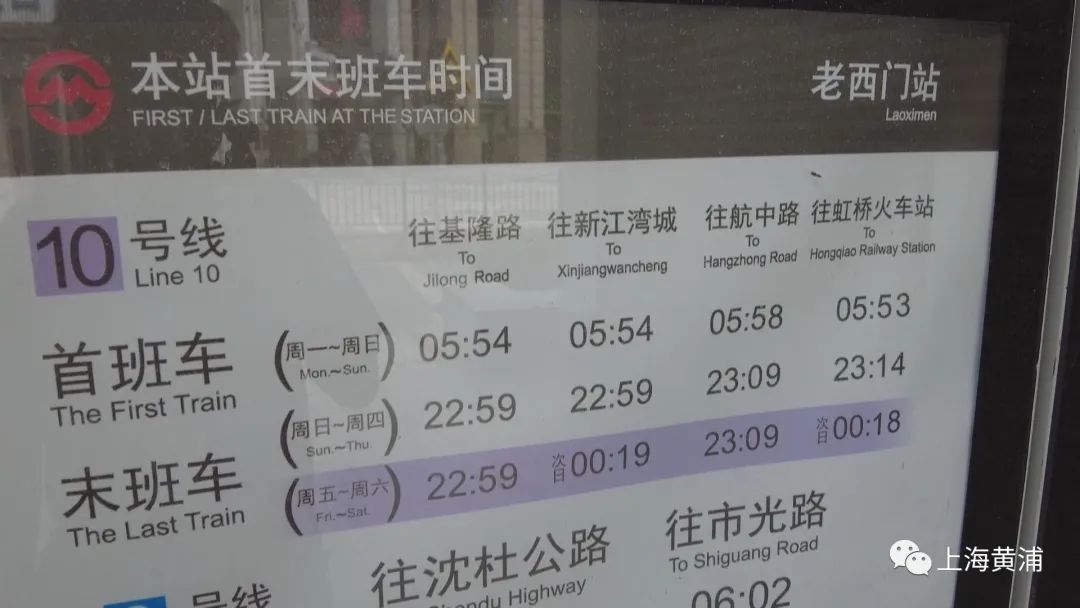 本站首末班车时间
FIRST / LAST TRAIN AT THE STATION
老西门站
Laoximen
10 号线
Line 10
往基隆路
To
Jilong Road
往新江湾城
To
Xinjiangwancheng
往航中路
To
Hangzhong Road
往虹桥火车站
To
Hongqiao Railway Station
首班车
The First Train
(周一~周日)
Mon.~Sun.
05:54 05:54 05:58 05:53
末班车
The Last Train
(周日~周四)
Sun.~Thu.
22:59 22:59 23:09 23:14
(周五~周六)
Fri.~Sat.
22:59 次日00:19 23:09 次日00:18
号线
往沈杜公路
Highway
往市光路
To Shiguang Road
06:02
上海黄浦